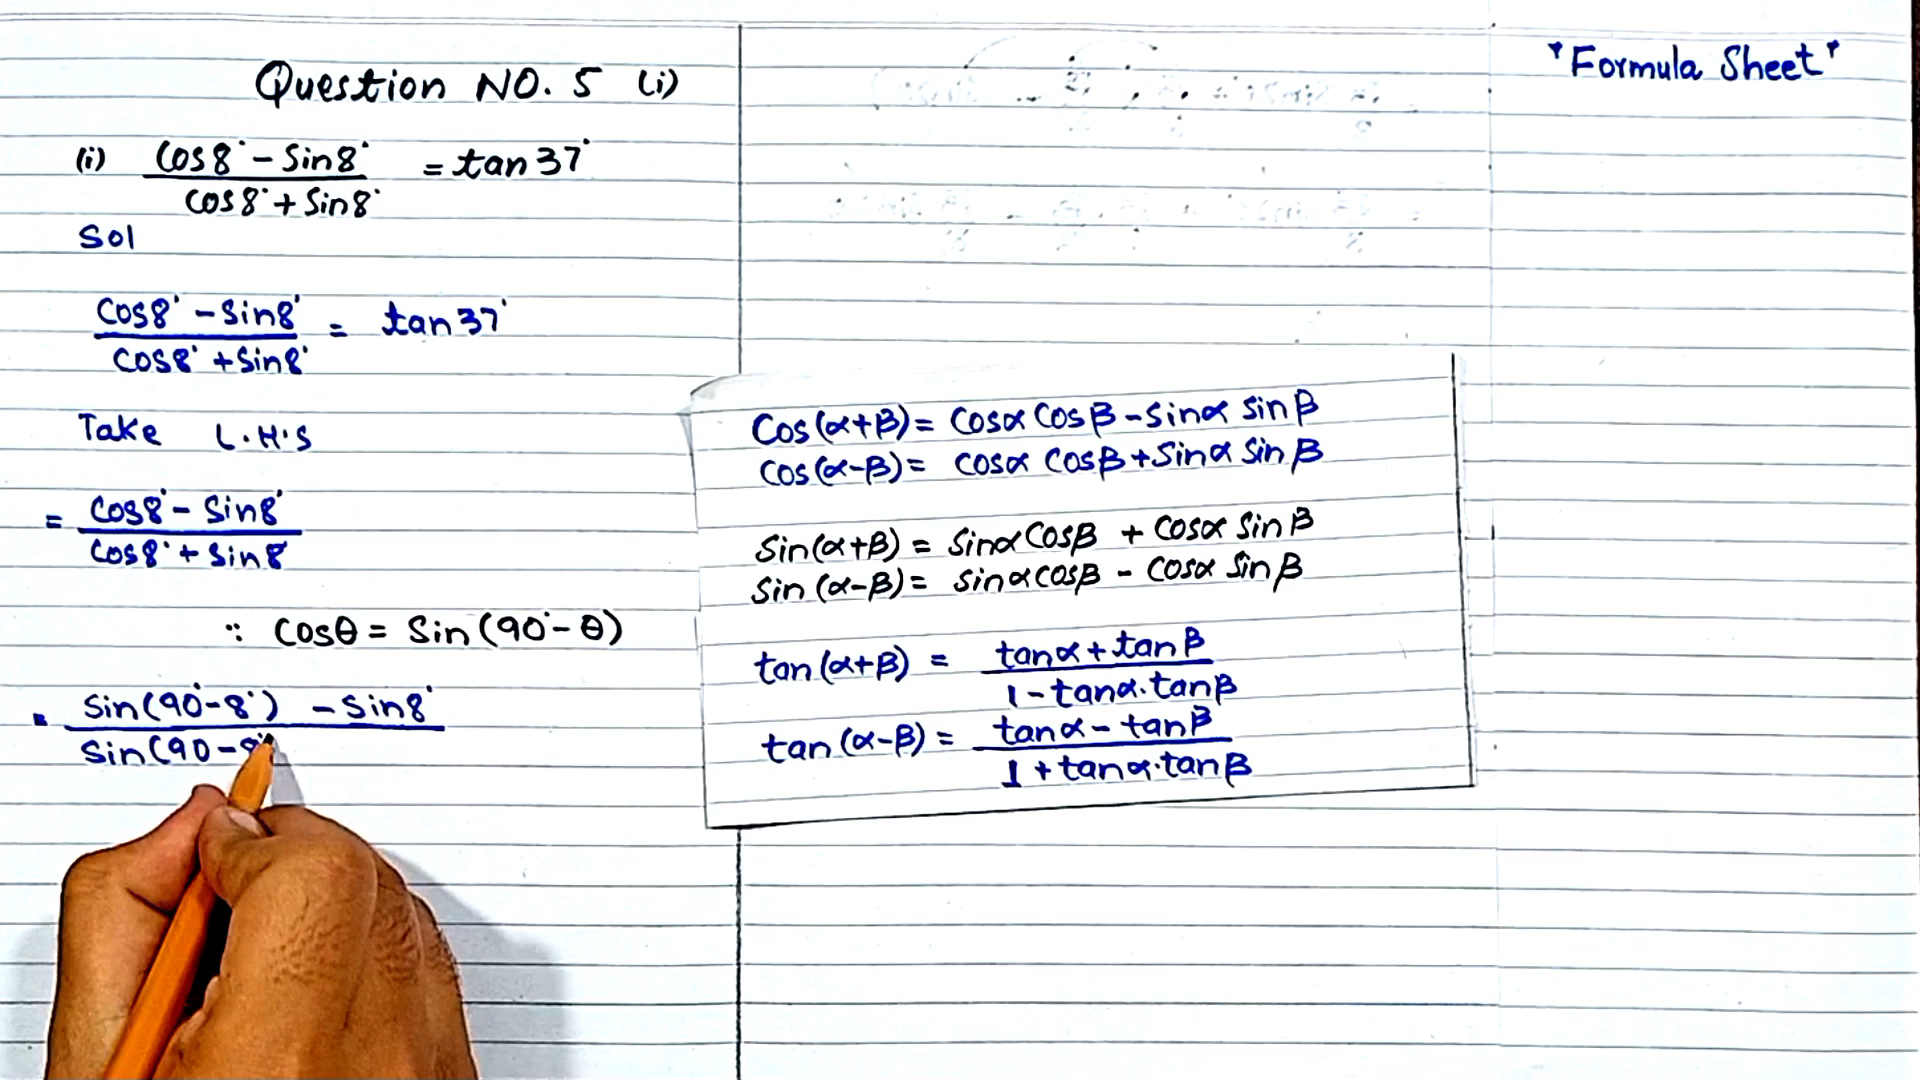 Question NO. 5 (i)
(i) Cos8° - Sin8° / Cos8° + Sin8° = tan37°
Sol
Cos8° - Sin8° / Cos8° + Sin8° = tan37°
Take L.H.S
= Cos8° - Sin8° / Cos8° + Sin8°
∵ Cosθ = Sin(90° - θ)
= Sin(90° - 8°) - Sin8° / Sin(90 - 8°
Cos(α+β) = Cosα Cosβ - Sinα Sinβ
Cos(α-β) = Cosα Cosβ + Sinα Sinβ
Sin(α+β) = Sinα Cosβ + Cosα Sinβ
Sin(α-β) = Sinα Cosβ - Cosα Sinβ
tan(α+β) = tanα + tanβ / 1 - tanα.tanβ
tan(α-β) = tanα - tanβ / 1 + tanα.tanβ
"Formula Sheet"